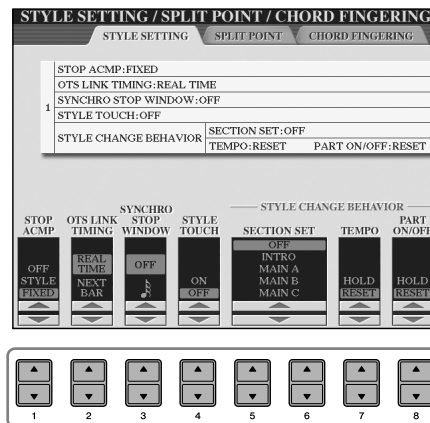 STYLE SETTING / SPLIT POINT / CHORD FINGERING
STYLE SETTING SPLIT POINT CHORD FINGERING
1
STOP ACMP:FIXED
OTS LINK TIMING:REAL TIME
SYNCHRO STOP WINDOW:OFF
STYLE TOUCH:OFF
STYLE CHANGE BEHAVIOR
SECTION SET:OFF
TEMPO:RESET PART ON/OFF:RESET
STOP ACMP
OTS LINK TIMING
SYNCHRO STOP WINDOW
STYLE TOUCH
STYLE CHANGE BEHAVIOR
SECTION SET
TEMPO
PART ON/OFF
OFF
STYLE
FIXED
REAL TIME
NEXT BAR
OFF
ON
OFF
OFF
INTRO
MAIN A
MAIN B
MAIN C
HOLD
RESET
HOLD
RESET
1 2 3 4 5 6 7 8